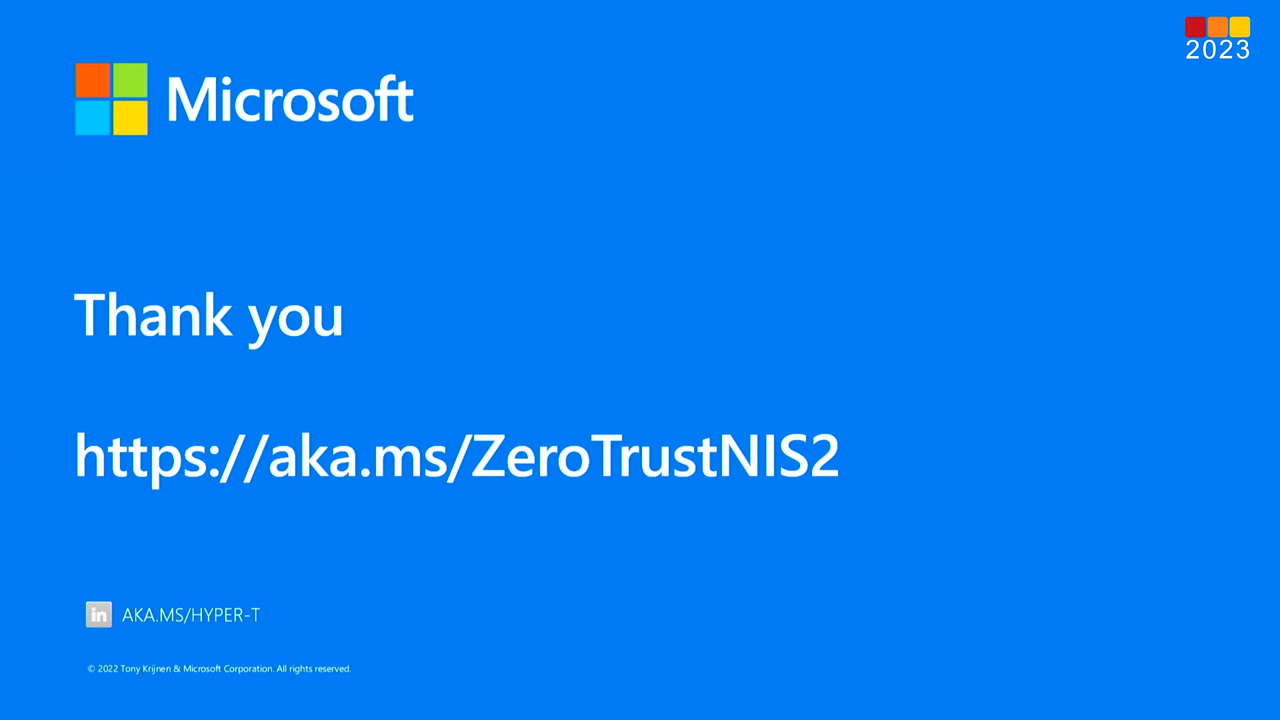 2023
Microsoft
Thank you
https://aka.ms/ZeroTrustNIS2
in AKA.MS/HYPER-T
© 2022 Tony Krijnen & Microsoft Corporation. All rights reserved.